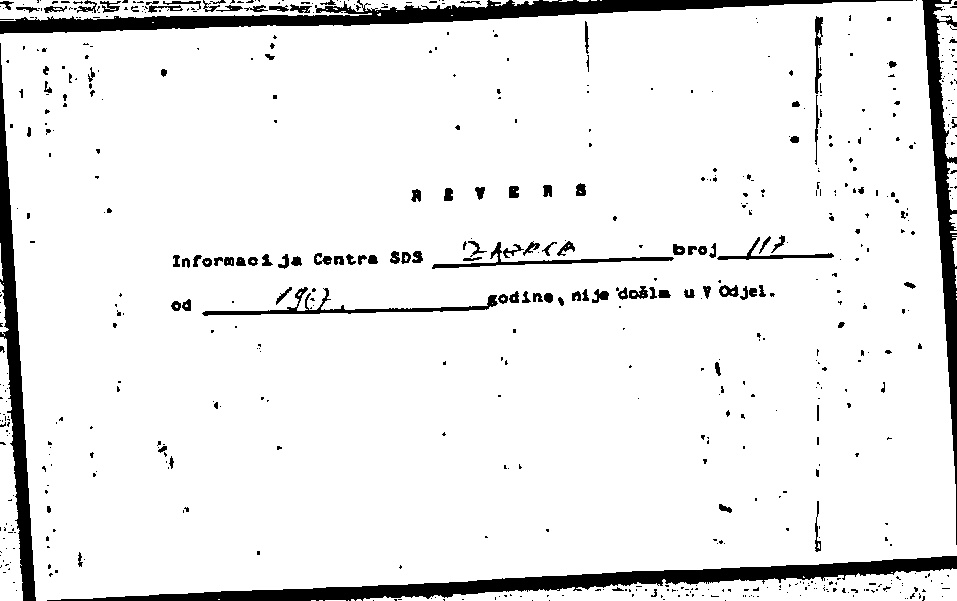 R E V E R S
Informacija Centra SDS ZAGREB broj 117
od 1967. godine, nije došla u V Odjel.